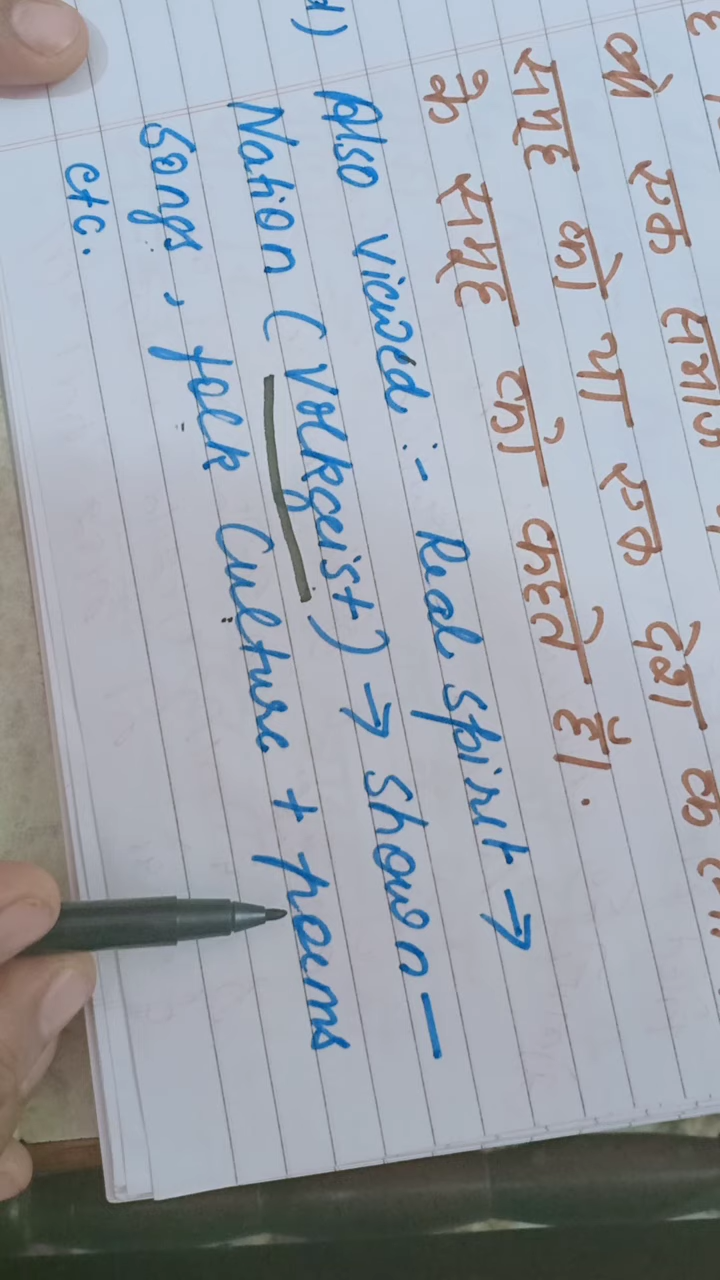 को एक समाज
समूह को या एक देश के
के समूह को कहते हैं।
d) Also viewed :- Real spirit →
Nation (Volkgeist) → shown —
songs, folk culture + poems
etc.